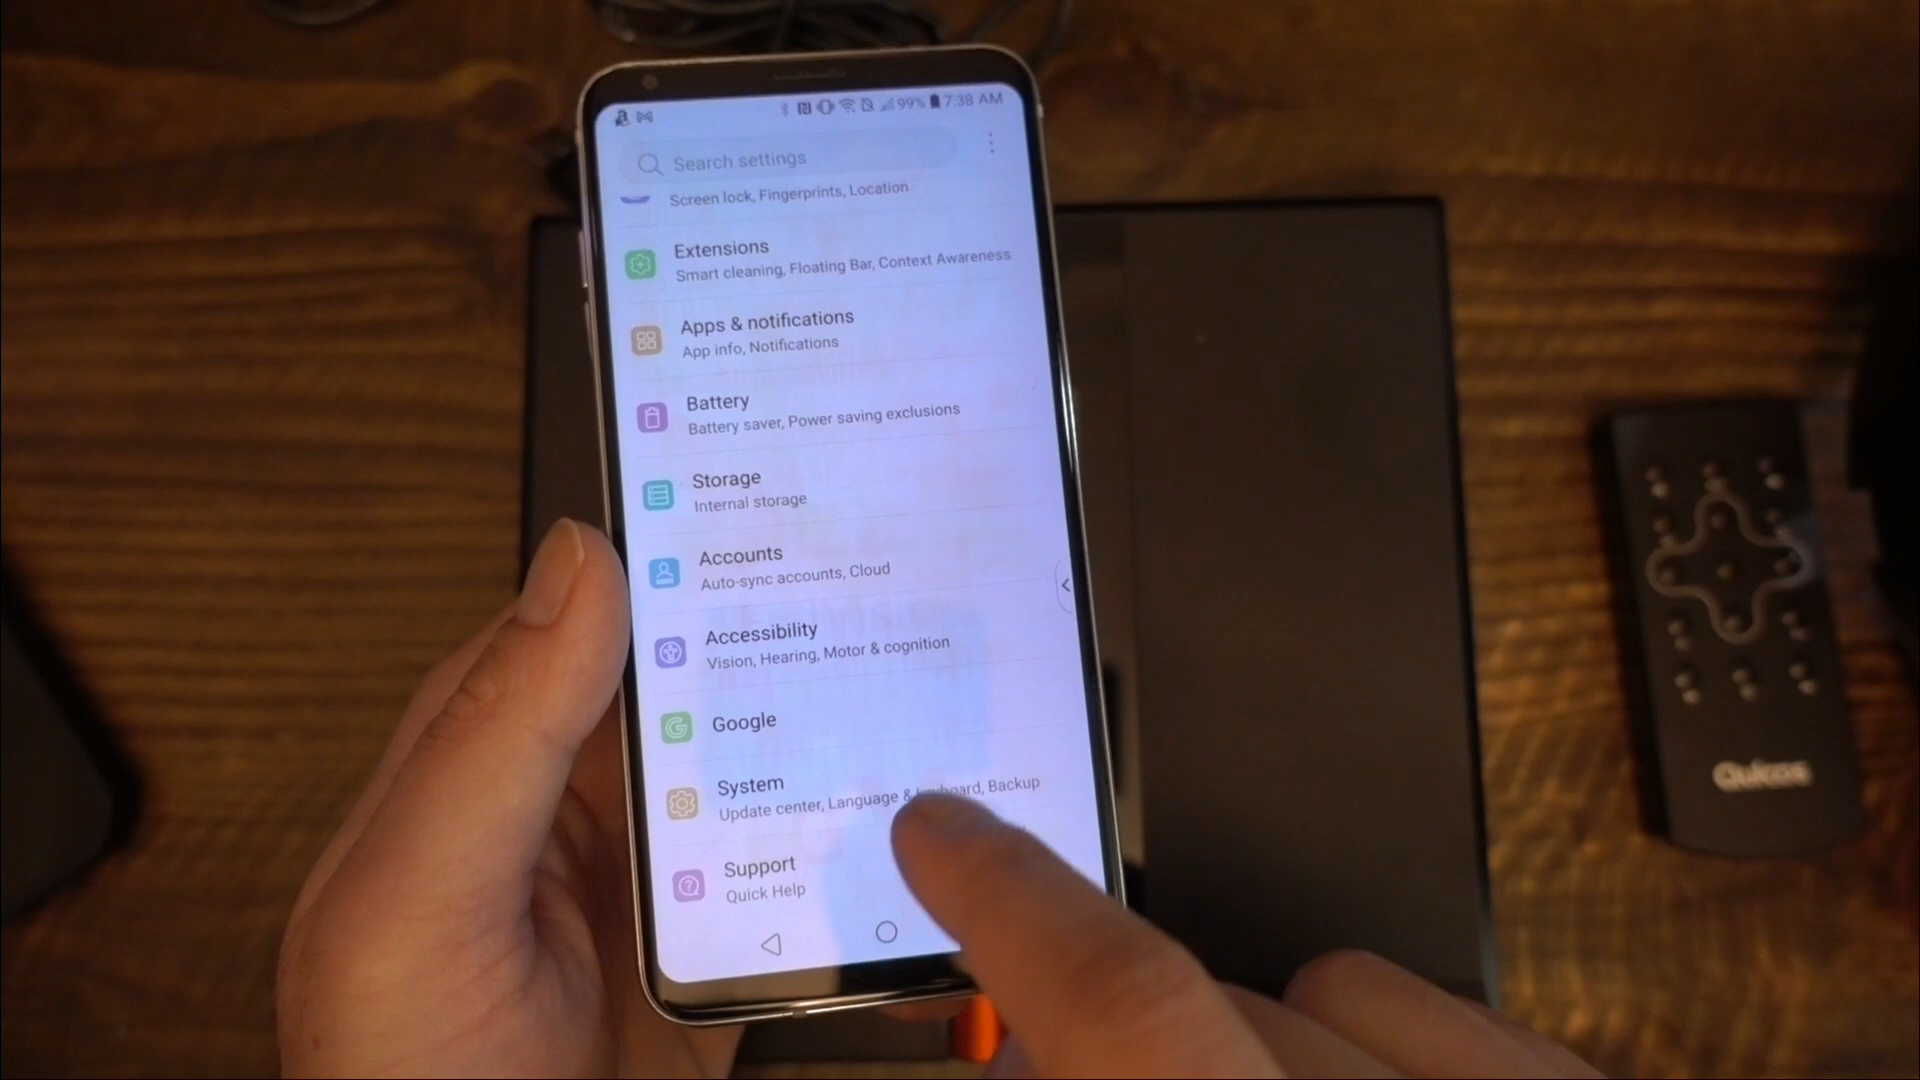 99% 7:38 AM
Search settings
Screen lock, Fingerprints, Location
Extensions
Smart cleaning, Floating Bar, Context Awareness
Apps & notifications
App info, Notifications
Battery
Battery saver, Power saving exclusions
Storage
Internal storage
Accounts
Auto-sync accounts, Cloud
Accessibility
Vision, Hearing, Motor & cognition
Google
System
Update center, Language & keyboard, Backup
Support
Quick Help